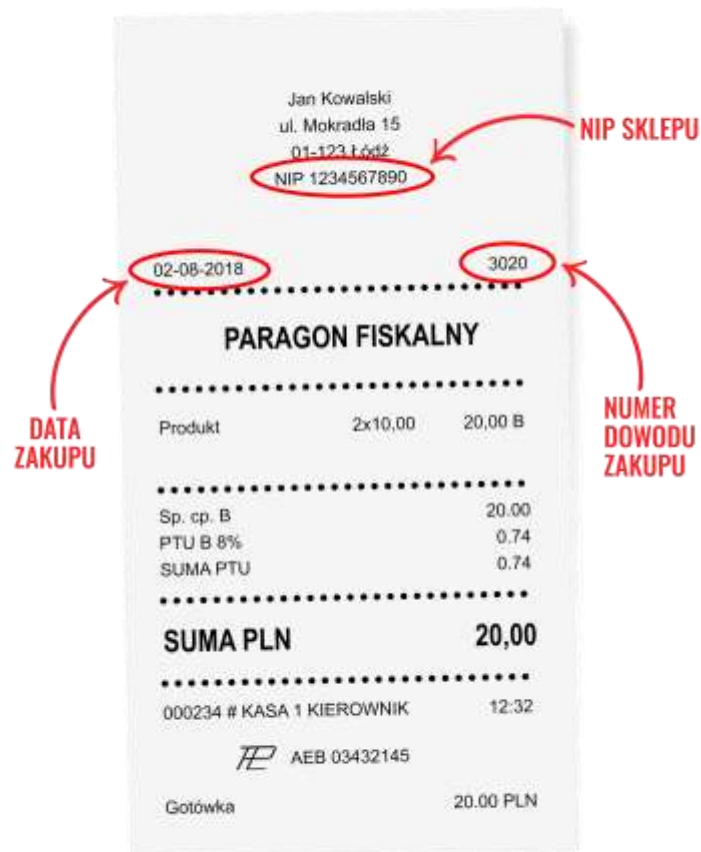 Jan Kowalski
ul. Mokradła 15
01-123 Łódź
NIP 1234567890
NIP SKLEPU
02-08-2018 3020
PARAGON FISKALNY
DATA
ZAKUPU
NUMER
DOWODU
ZAKUPU
Produkt 2x10,00 20,00 B
Sp. cp. B 20.00
PTU B 8% 0.74
SUMA PTU 0.74
SUMA PLN 20,00
000234 # KASA 1 KIEROWNIK 12:32
AEB 03432145
Gotówka 20.00 PLN